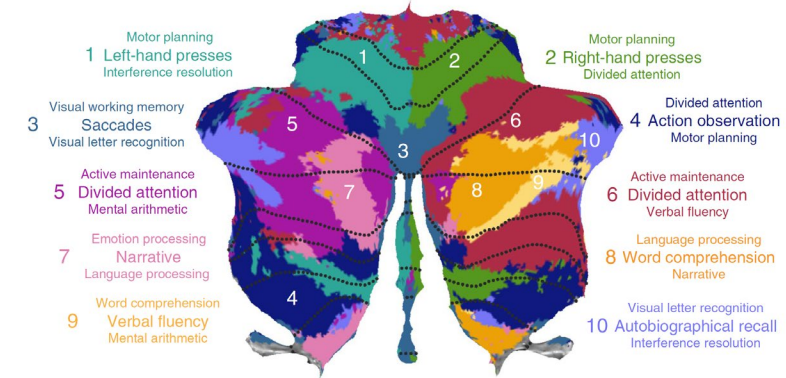 Motor planning
1 Left-hand presses
Interference resolution
Motor planning
2 Right-hand presses
Divided attention
Visual working memory
3 Saccades
Visual letter recognition
Divided attention
4 Action observation
Motor planning
Active maintenance
5 Divided attention
Mental arithmetic
Active maintenance
6 Divided attention
Verbal fluency
Emotion processing
7 Narrative
Language processing
Language processing
8 Word comprehension
Narrative
Word comprehension
9 Verbal fluency
Mental arithmetic
Visual letter recognition
10 Autobiographical recall
Interference resolution
1
2
5
6
10
3
7
8
9
4